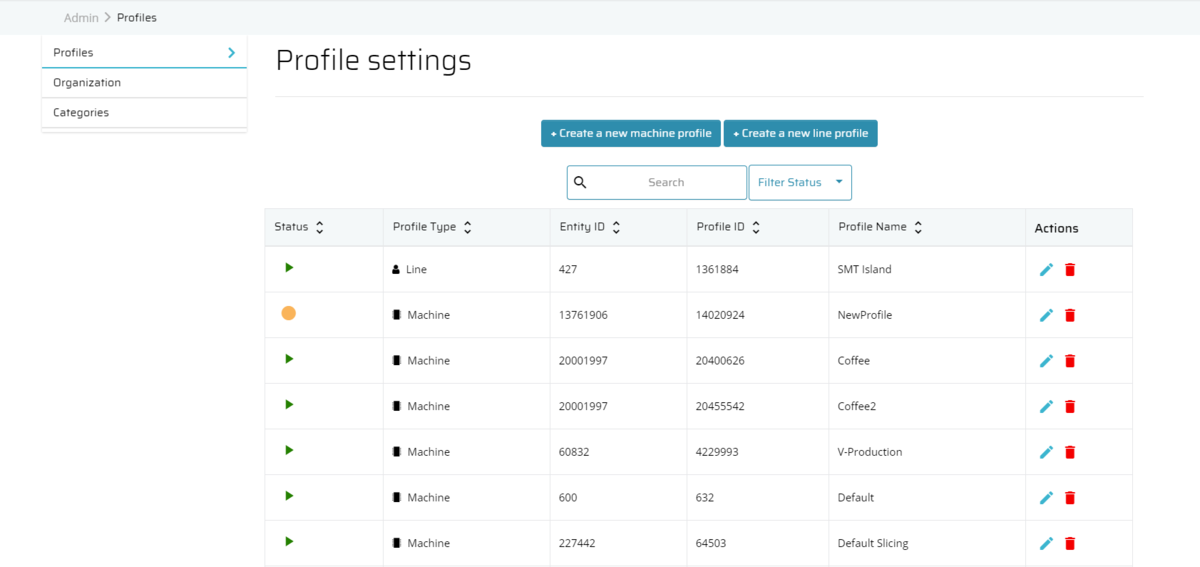 Admin > Profiles
Profiles
Organization
Categories
Profile settings
+ Create a new machine profile + Create a new line profile
Search Filter Status
Status Profile Type Entity ID Profile ID Profile Name Actions
Line 427 1361884 SMT Island
Machine 13761906 14020924 NewProfile
Machine 20001997 20400626 Coffee
Machine 20001997 20455542 Coffee2
Machine 60832 4229993 V-Production
Machine 600 632 Default
Machine 227442 64503 Default Slicing